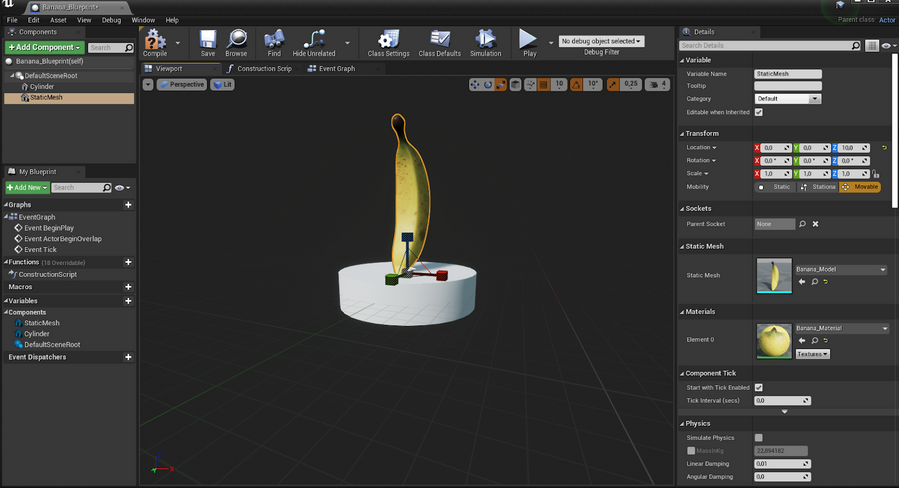 Banana_Blueprint*
File Edit Asset View Debug Window Help
Parent class: Actor
Components
+ Add Component
Search
Banana_Blueprint(self)
DefaultSceneRoot
Cylinder
StaticMesh
My Blueprint
+ Add New
Search
Graphs
EventGraph
Event BeginPlay
Event ActorBeginOverlap
Event Tick
Functions (18 Overridable)
ConstructionScript
Macros
Variables
Components
StaticMesh
Cylinder
DefaultSceneRoot
Event Dispatchers
Compile
Save
Browse
Find
Hide Unrelated
Class Settings
Class Defaults
Simulation
Play
No debug object selected
Debug Filter
Viewport
Construction Scrip
Event Graph
Perspective
Lit
10
10°
0,25
4
Z
X
Details
Search Details
Variable
Variable Name StaticMesh
Tooltip
Category Default
Editable when Inherited
Transform
Location X 0,0 Y 0,0 Z 10,0
Rotation X 0,0° Y 0,0° Z 0,0°
Scale X 1,0 Y 1,0 Z 1,0
Mobility Static Stationa Movable
Sockets
Parent Socket None
Static Mesh
Static Mesh Banana_Model
Materials
Element 0 Banana_Material
Textures
Component Tick
Start with Tick Enabled
Tick Interval (secs) 0,0
Physics
Simulate Physics
MassInKg 22,894182
Linear Damping 0,01
Angular Damping 0,0